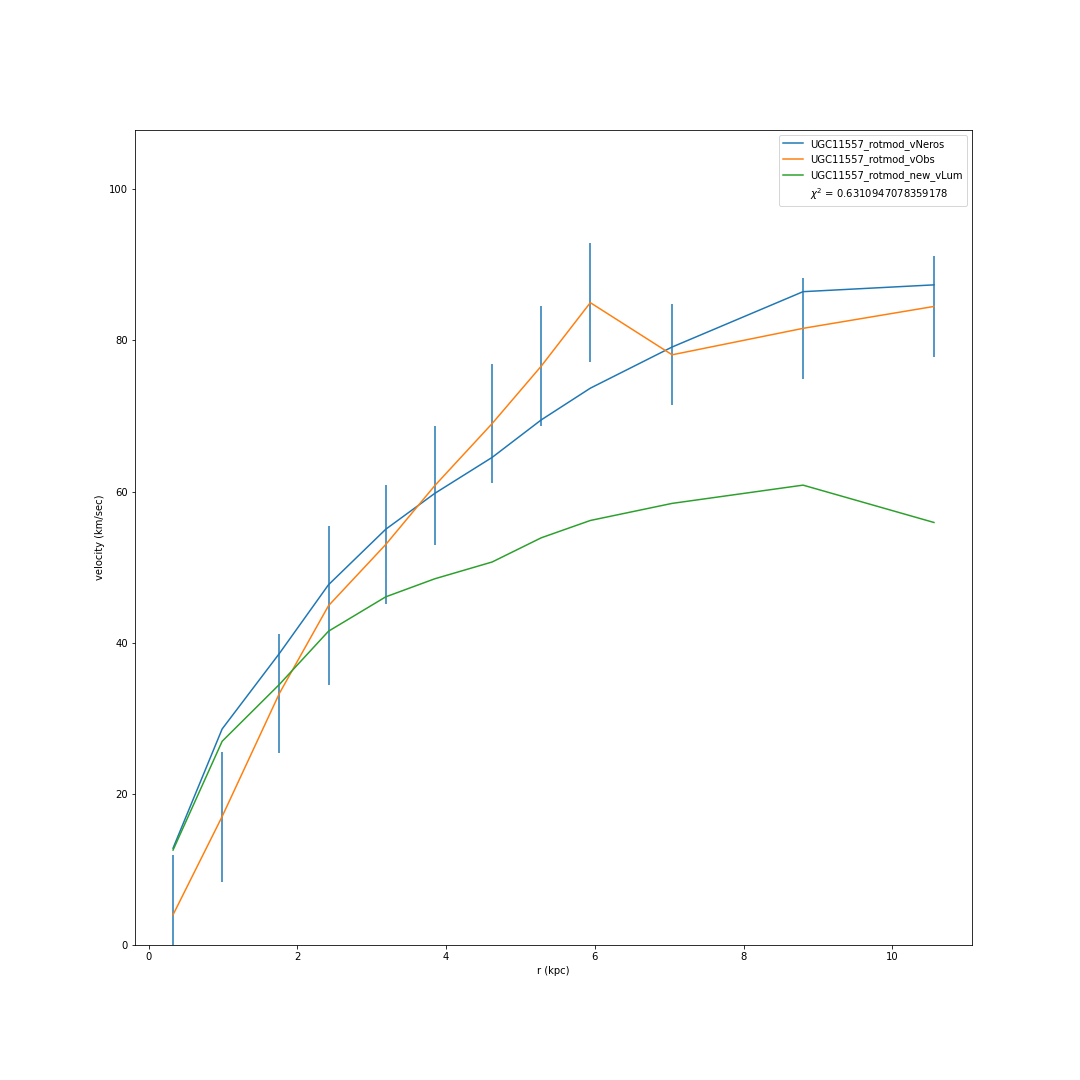 UGC11557_rotmod_vNeros
UGC11557_rotmod_vObs
UGC11557_rotmod_new_vLum
χ² = 0.6310947078359178
100
80
60
40
20
0
velocity (km/sec)
0 2 4 6 8 10
r (kpc)